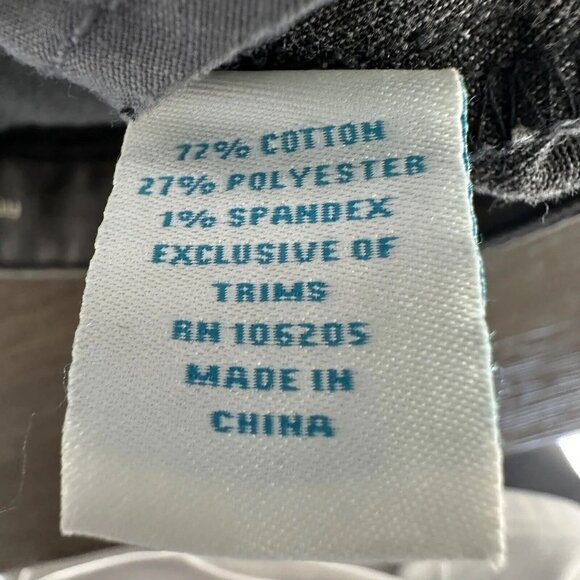 72% COTTON
27% POLYESTER
1% SPANDEX
EXCLUSIVE OF
TRIMS
RN 106205
MADE IN
CHINA